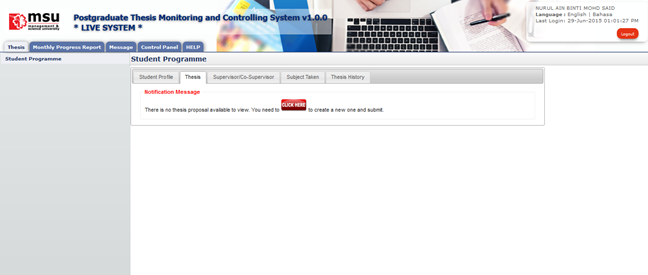 msu
management & science university
Postgraduate Thesis Monitoring and Controlling System v1.0.0
* LIVE SYSTEM *
NURUL AIN BINTI MOHD SAID
Language : English | Bahasa
Last Login: 29-Jun-2015 01:01:27 PM
Logout
Thesis Monthly Progress Report Message Control Panel HELP
Student Programme
Student Programme
Student Profile Thesis Supervisor/Co-Supervisor Subject Taken Thesis History
Notification Message
There is no thesis proposal available to view. You need to CLICK HERE to create a new one and submit.